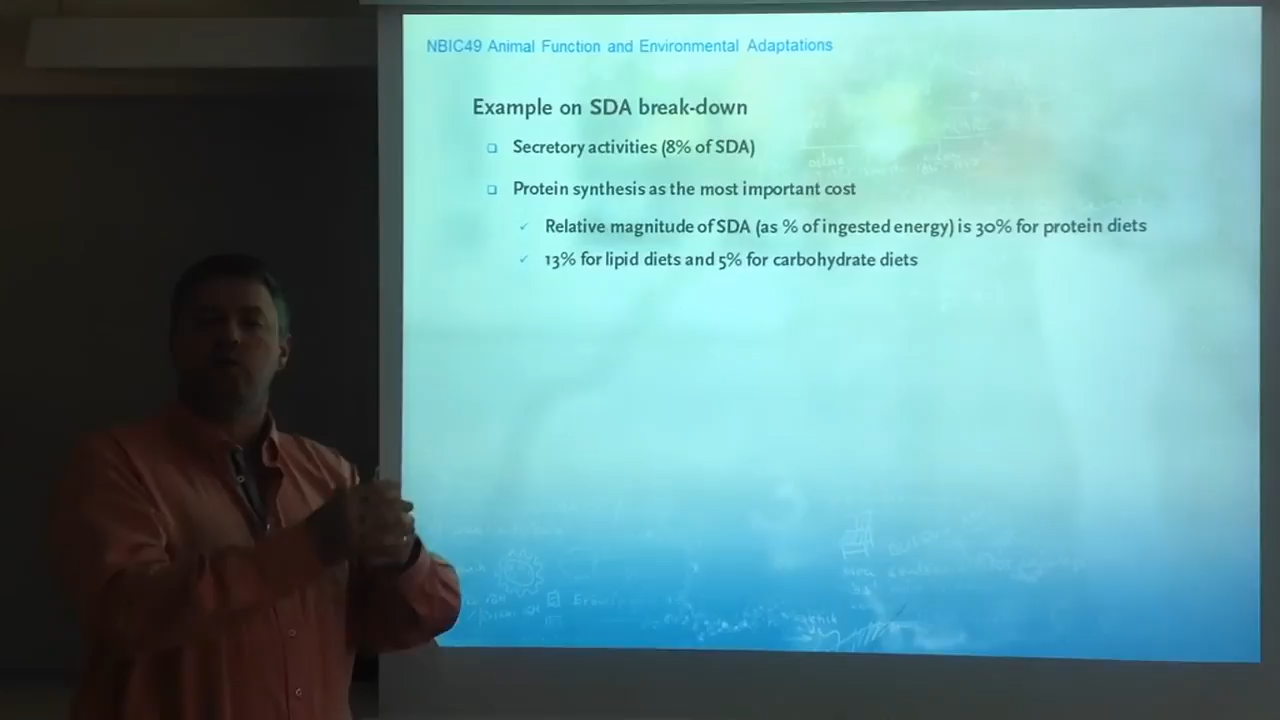 NBIC49 Animal Function and Environmental Adaptations
Example on SDA break-down
Secretory activities (8% of SDA)
Protein synthesis as the most important cost
Relative magnitude of SDA (as % of ingested energy) is 30% for protein diets
13% for lipid diets and 5% for carbohydrate diets